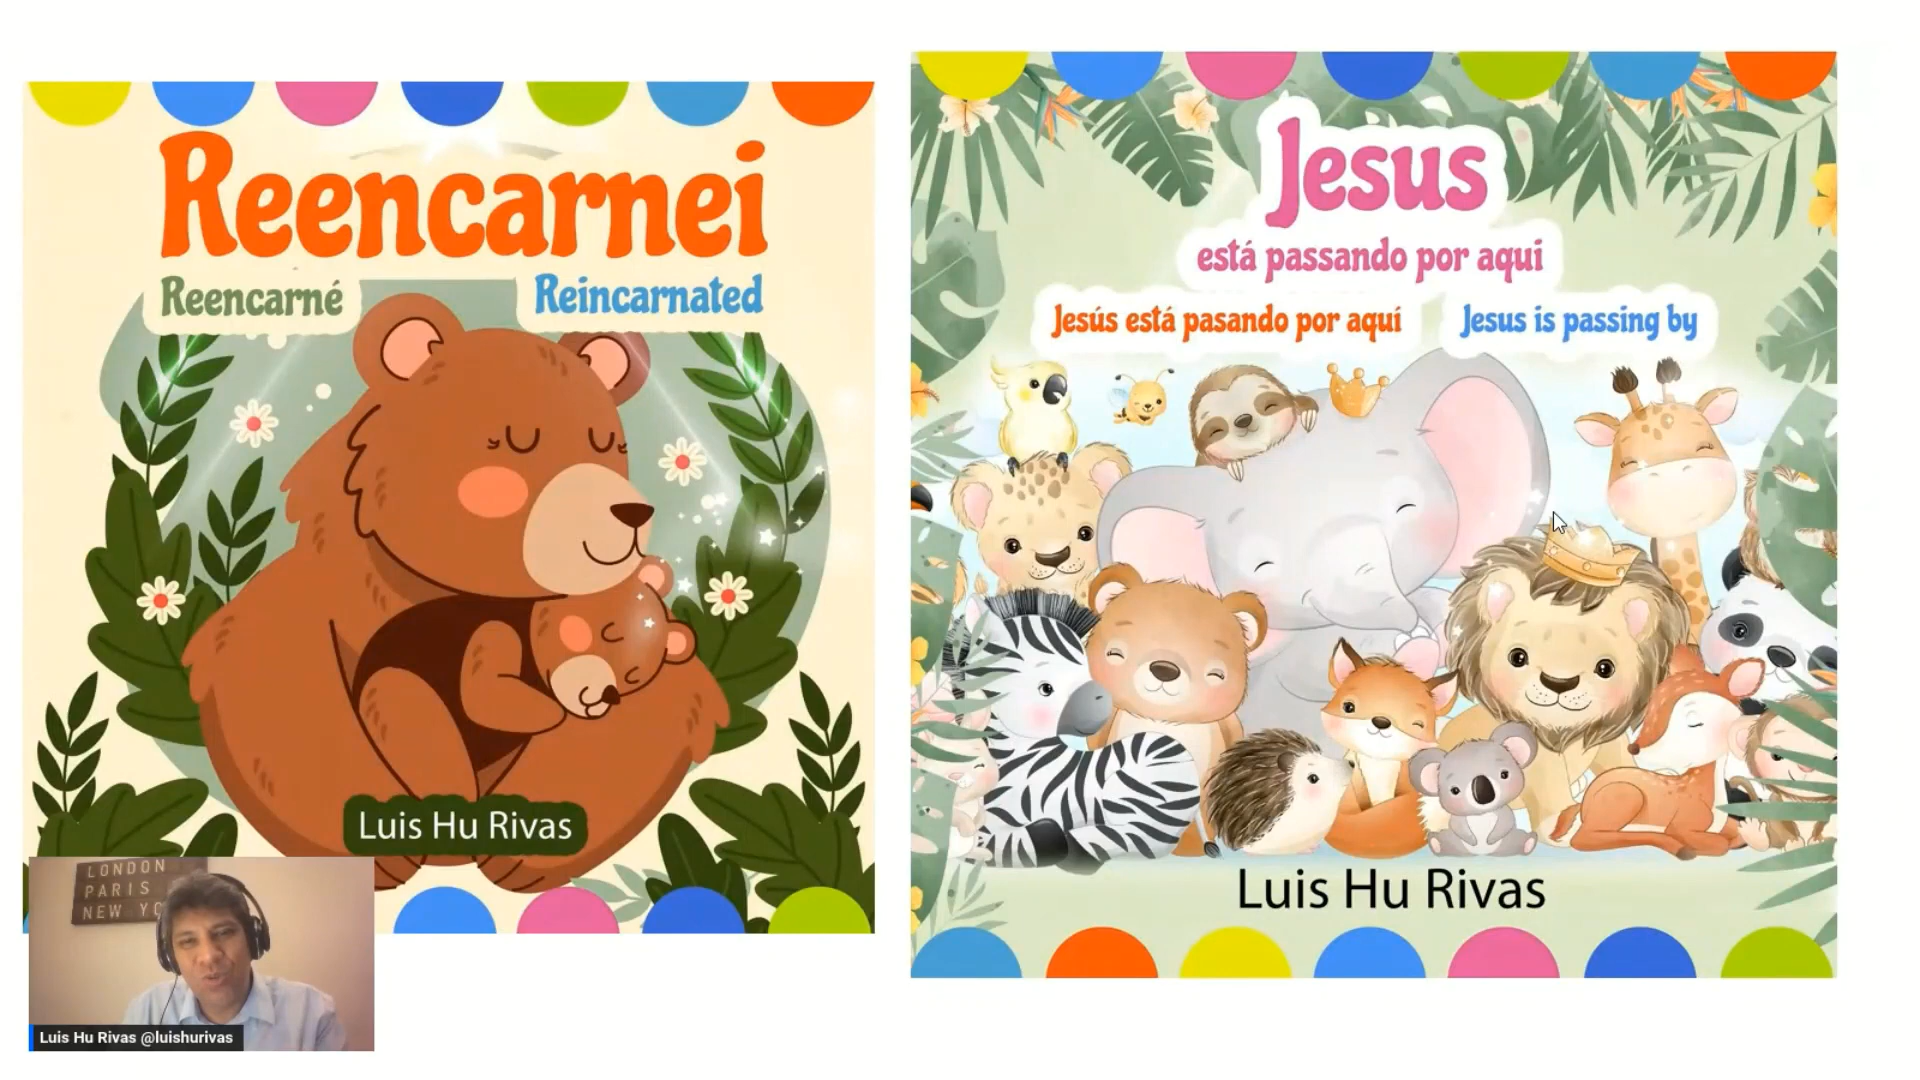 Reencarnei
Reencarné
Reincarnated
Luis Hu Rivas
Jesus
está passando por aqui
Jesús está pasando por aquí
Jesus is passing by
Luis Hu Rivas
LONDON
PARIS
NEW YO
Luis Hu Rivas @luishurivas